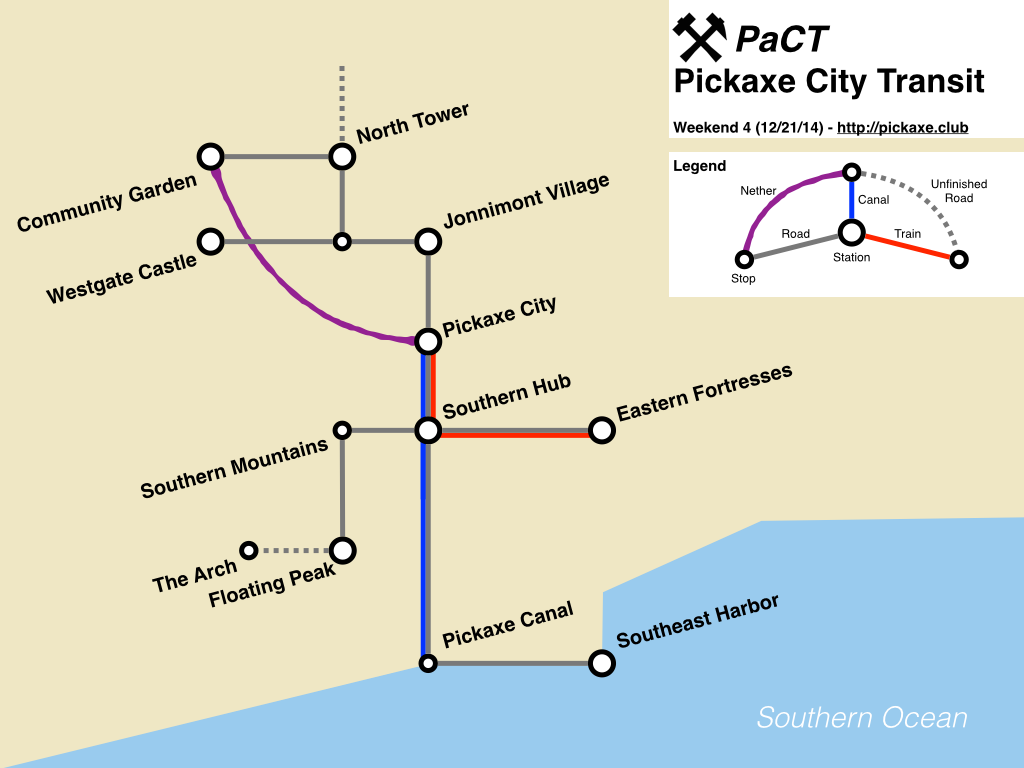 PaCT
Pickaxe City Transit
Weekend 4 (12/21/14) - http://pickaxe.club
Legend
Nether
Canal
Unfinished
Road
Road
Train
Station
Stop
North Tower
Community Garden
Jonnimont Village
Westgate Castle
Pickaxe City
Southern Hub
Eastern Fortresses
Southern Mountains
The Arch
Floating Peak
Pickaxe Canal
Southeast Harbor
Southern Ocean